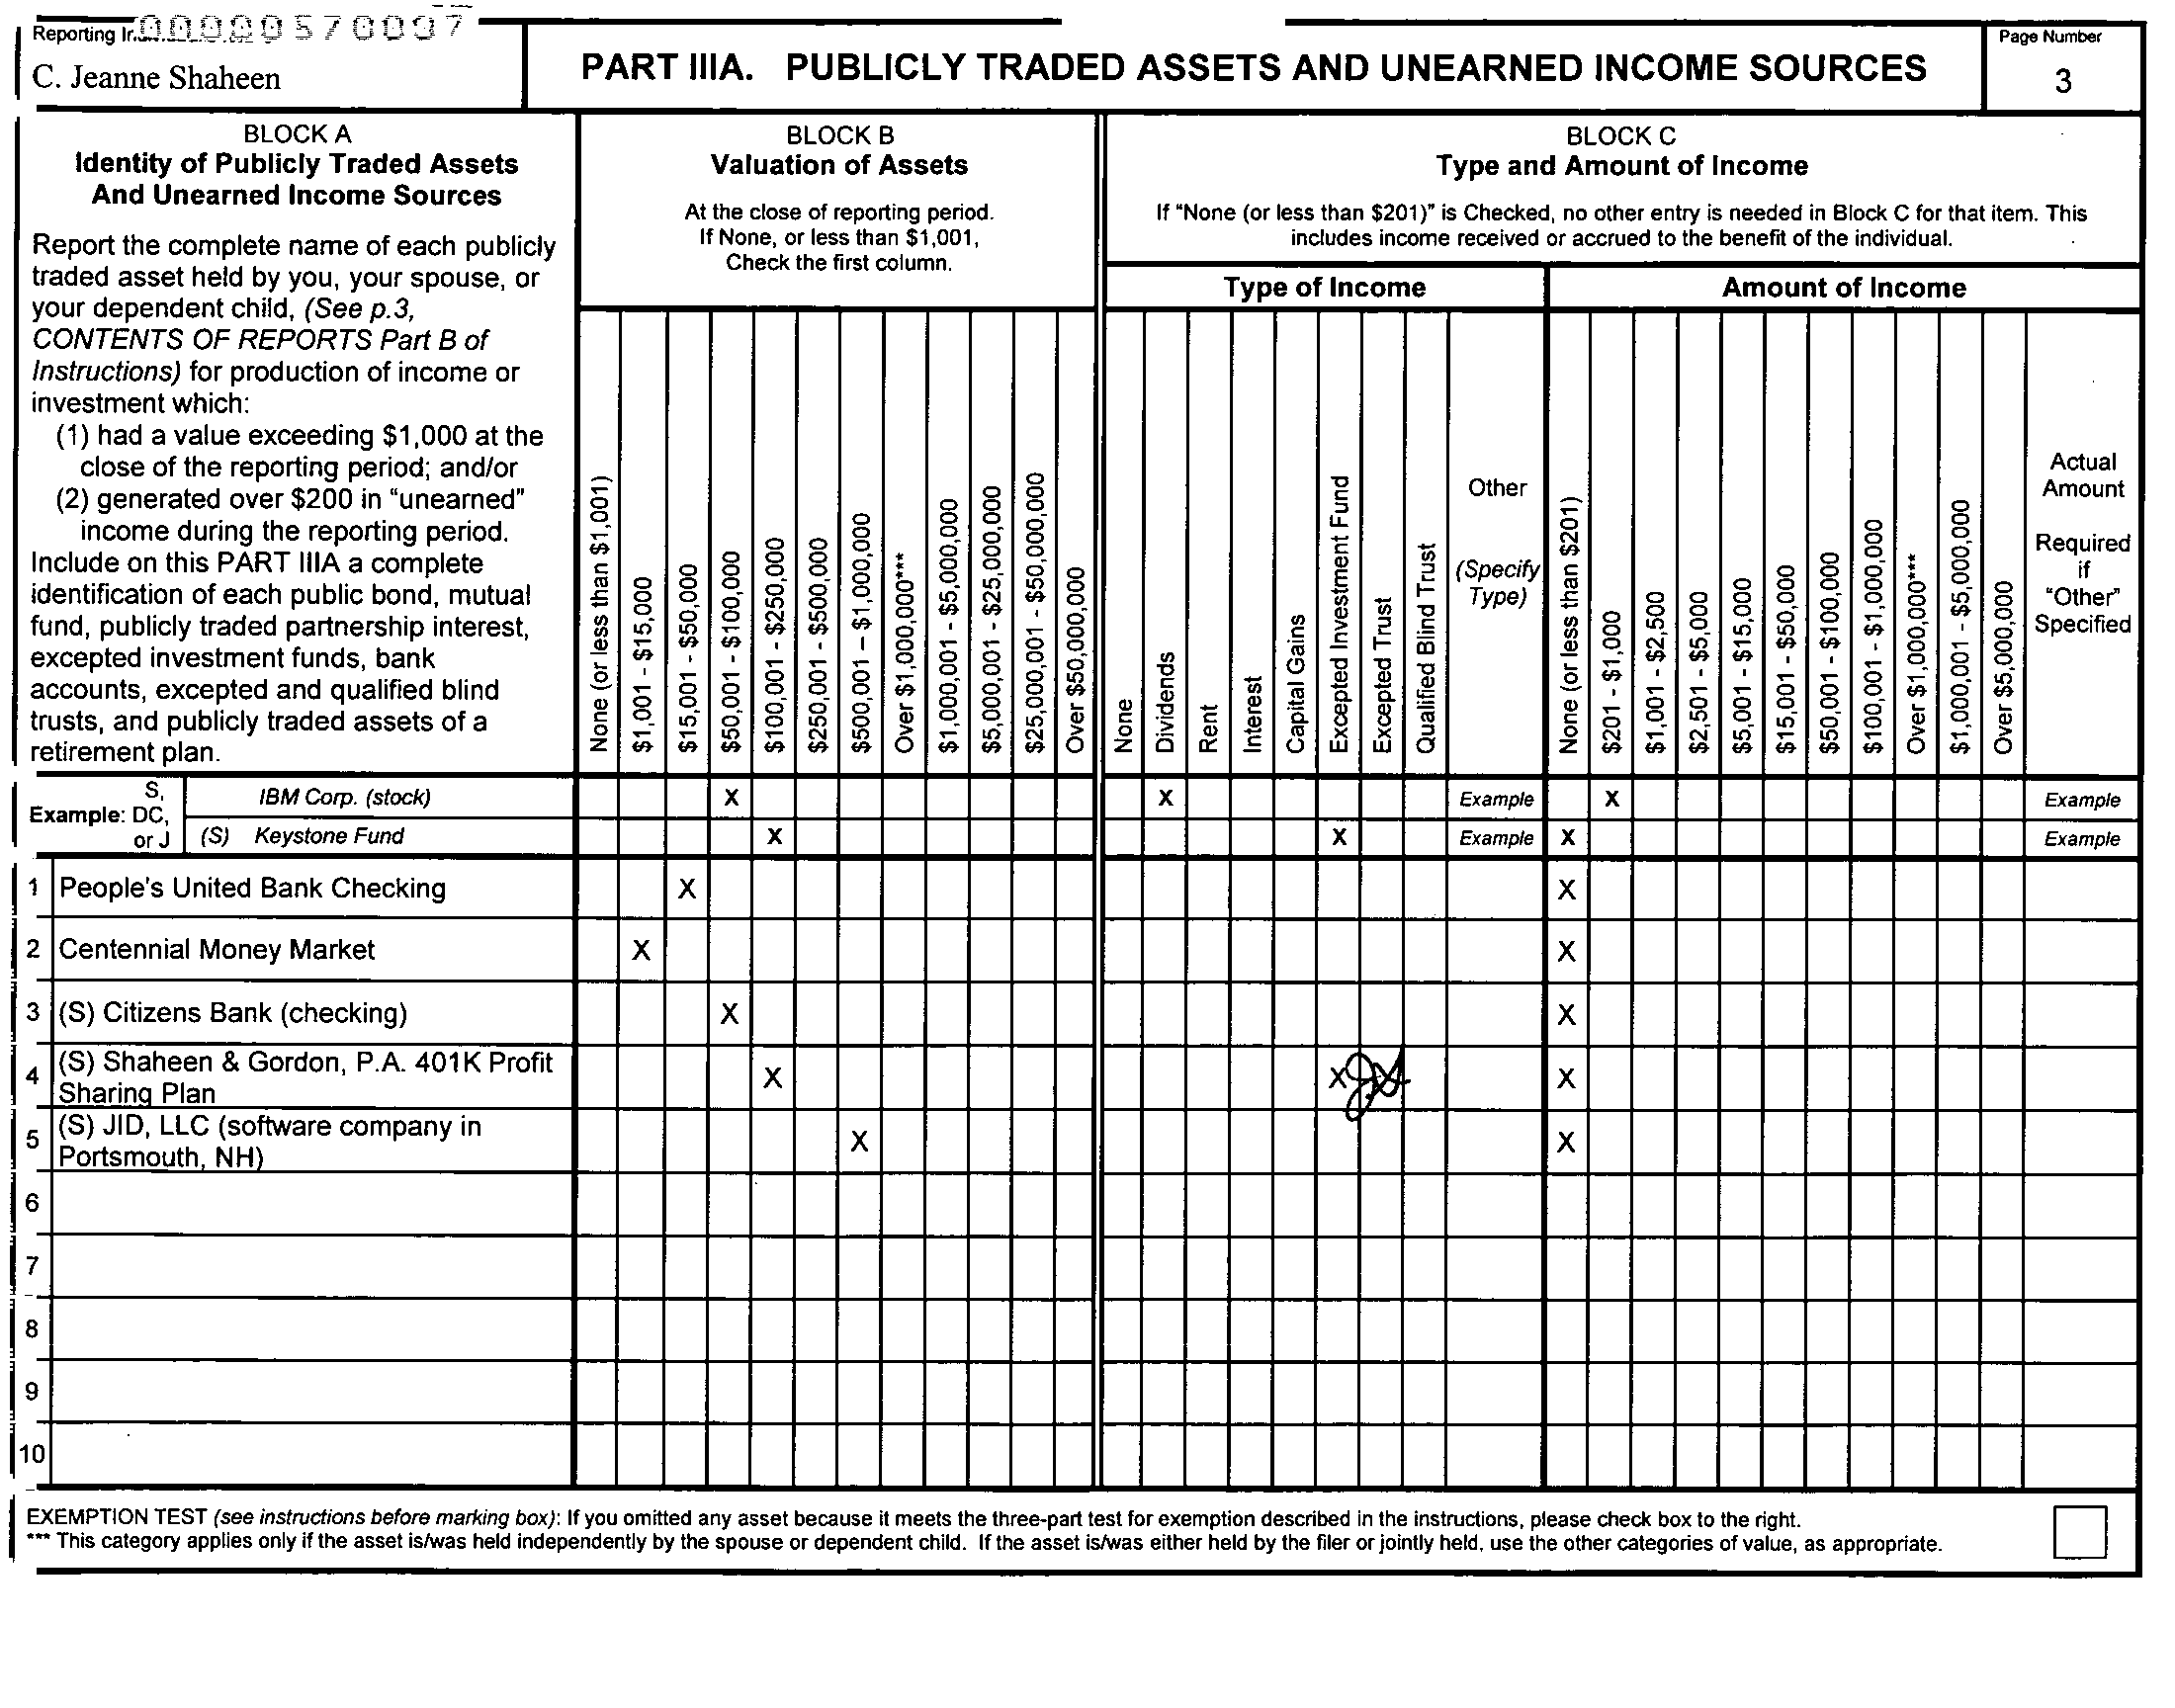 00000570007
Reporting
C. Jeanne Shaheen
PART IIIA. PUBLICLY TRADED ASSETS AND UNEARNED INCOME SOURCES
Page Number
3
BLOCK A
Identity of Publicly Traded Assets
And Unearned Income Sources
Report the complete name of each publicly
traded asset held by you, your spouse, or
your dependent child, (See p.3,
CONTENTS OF REPORTS Part B of
Instructions) for production of income or
investment which:
(1) had a value exceeding $1,000 at the
close of the reporting period; and/or
(2) generated over $200 in “unearned”
income during the reporting period.
Include on this PART IIIA a complete
identification of each public bond, mutual
fund, publicly traded partnership interest,
excepted investment funds, bank
accounts, excepted and qualified blind
trusts, and publicly traded assets of a
retirement plan.
BLOCK B
Valuation of Assets
At the close of reporting period.
If None, or less than $1,001,
Check the first column.
None (or less than $1,001)
$1,001 - $15,000
$15,001 - $50,000
$50,001 - $100,000
$100,001 - $250,000
$250,001 - $500,000
$500,001 – $1,000,000
Over $1,000,000***
$1,000,001 - $5,000,000
$5,000,001 - $25,000,000
$25,000,001 - $50,000,000
Over $50,000,000
BLOCK C
Type and Amount of Income
If “None (or less than $201)” is Checked, no other entry is needed in Block C for that item. This
includes income received or accrued to the benefit of the individual.
Type of Income
None
Dividends
Rent
Interest
Capital Gains
Excepted Investment Fund
Excepted Trust
Qualified Blind Trust
Other
(Specify
Type)
Amount of Income
None (or less than $201)
$201 - $1,000
$1,001 - $2,500
$2,501 - $5,000
$5,001 - $15,000
$15,001 - $50,000
$50,001 - $100,000
$100,001 - $1,000,000
Over $1,000,000***
$1,000,001 - $5,000,000
Over $5,000,000
Actual
Amount
Required
if
“Other”
Specified
S,
Example: DC,
or J
IBM Corp. (stock) X X Example X Example
(S) Keystone Fund X X Example X Example
1 People's United Bank Checking X X
2 Centennial Money Market X X
3 (S) Citizens Bank (checking) X X
4 (S) Shaheen & Gordon, P.A. 401K Profit
Sharing Plan X X X
5 (S) JID, LLC (software company in
Portsmouth, NH) X X
6
7
8
9
10
EXEMPTION TEST (see instructions before marking box): If you omitted any asset because it meets the three-part test for exemption described in the instructions, please check box to the right.
*** This category applies only if the asset is/was held independently by the spouse or dependent child. If the asset is/was either held by the filer or jointly held, use the other categories of value, as appropriate.